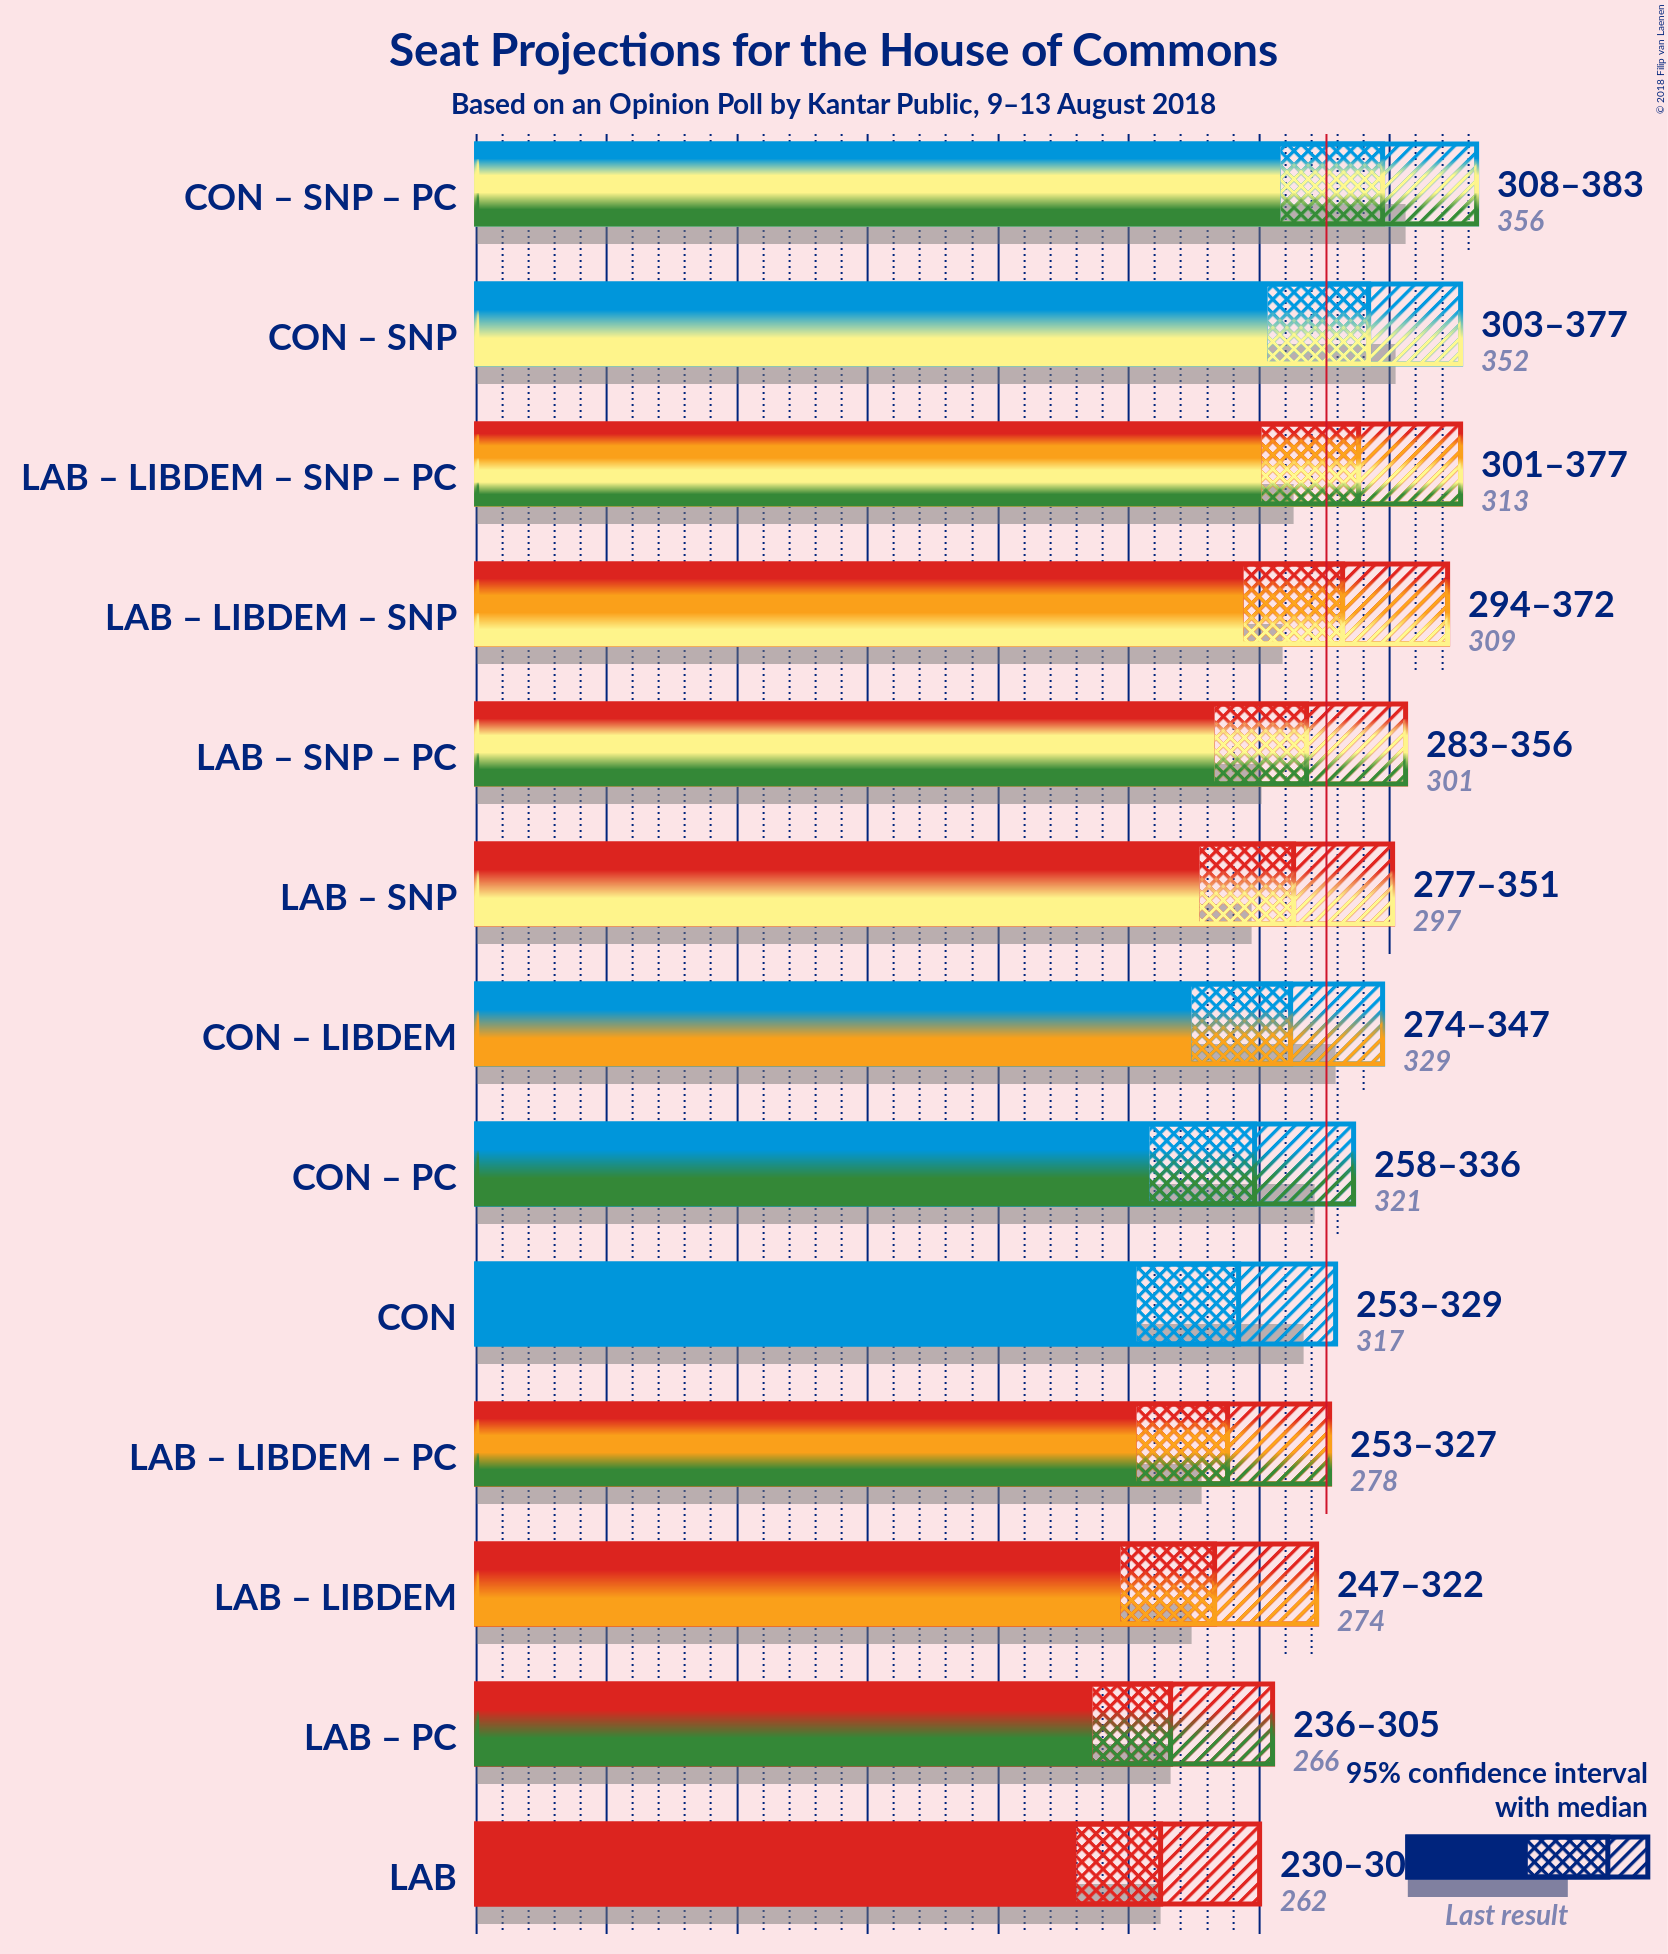 Seat Projections for the House of Commons
Based on an Opinion Poll by Kantar Public, 9–13 August 2018
© 2018 Filip van Laenen
CON – SNP – PC
308–383
356
CON – SNP
303–377
352
LAB – LIBDEM – SNP – PC
301–377
313
LAB – LIBDEM – SNP
294–372
309
LAB – SNP – PC
283–356
301
LAB – SNP
277–351
297
CON – LIBDEM
274–347
329
CON – PC
258–336
321
CON
253–329
317
LAB – LIBDEM – PC
253–327
278
LAB – LIBDEM
247–322
274
LAB – PC
236–305
266
95% confidence interval
with median
LAB
230–30
262
Last result